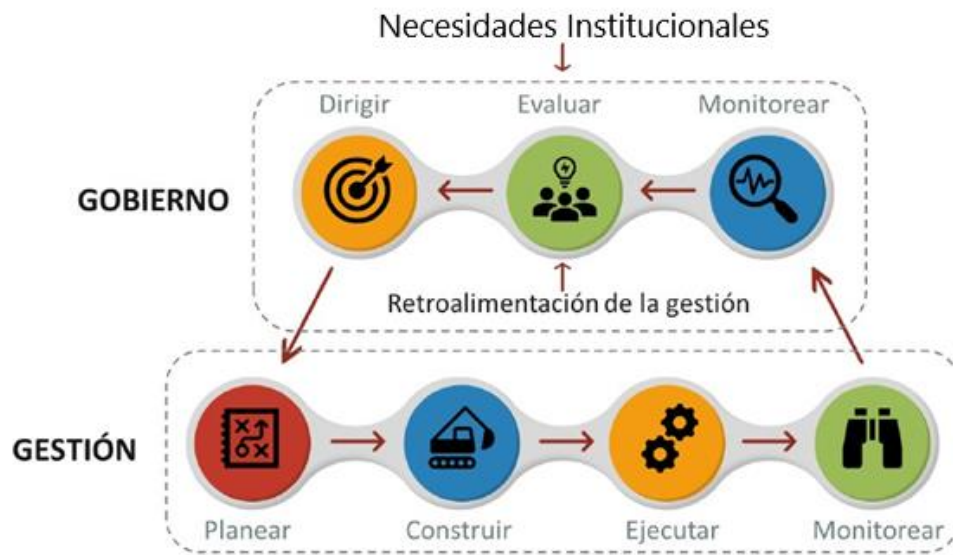 Necesidades Institucionales
Dirigir
Evaluar
Monitorear
GOBIERNO
Retroalimentación de la gestión
GESTIÓN
Planear
Construir
Ejecutar
Monitorear